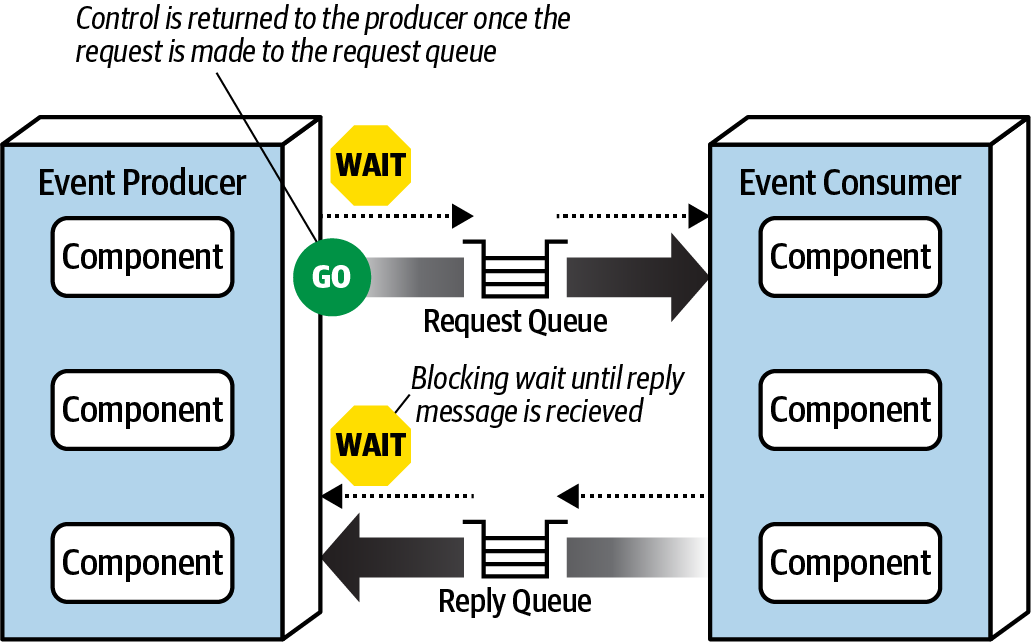 Control is returned to the producer once the
request is made to the request queue
WAIT
Event Producer
Event Consumer
Component
GO
Component
Request Queue
Blocking wait until reply
message is recieved
Component
Component
WAIT
Component
Component
Reply Queue